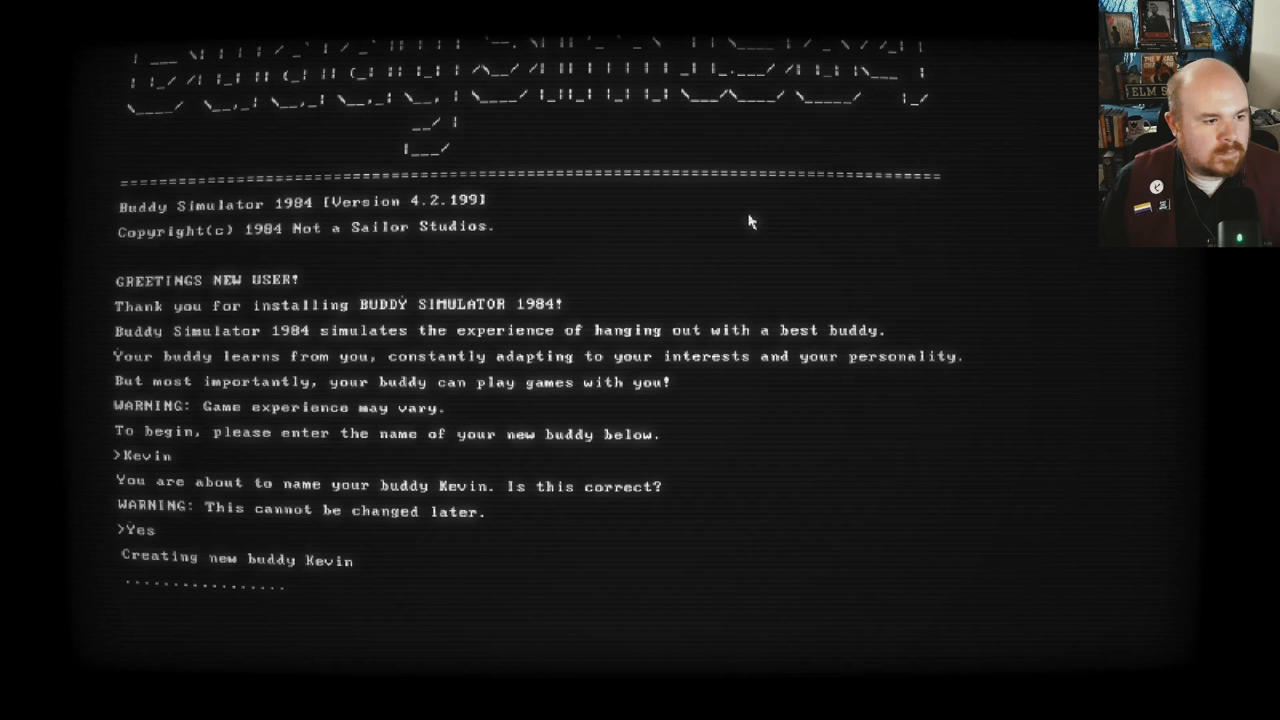 Buddy Simulator 1984 [Version 4.2.199]
Copyright(c) 1984 Not a Sailor Studios.
GREETINGS NEW USER!
Thank you for installing BUDDY SIMULATOR 1984!
Buddy Simulator 1984 simulates the experience of hanging out with a best buddy.
Your buddy learns from you, constantly adapting to your interests and your personality.
But most importantly, your buddy can play games with you!
WARNING: Game experience may vary.
To begin, please enter the name of your new buddy below.
>Kevin
You are about to name your buddy Kevin. Is this correct?
WARNING: This cannot be changed later.
>Yes
Creating new buddy Kevin
.................
ELM S